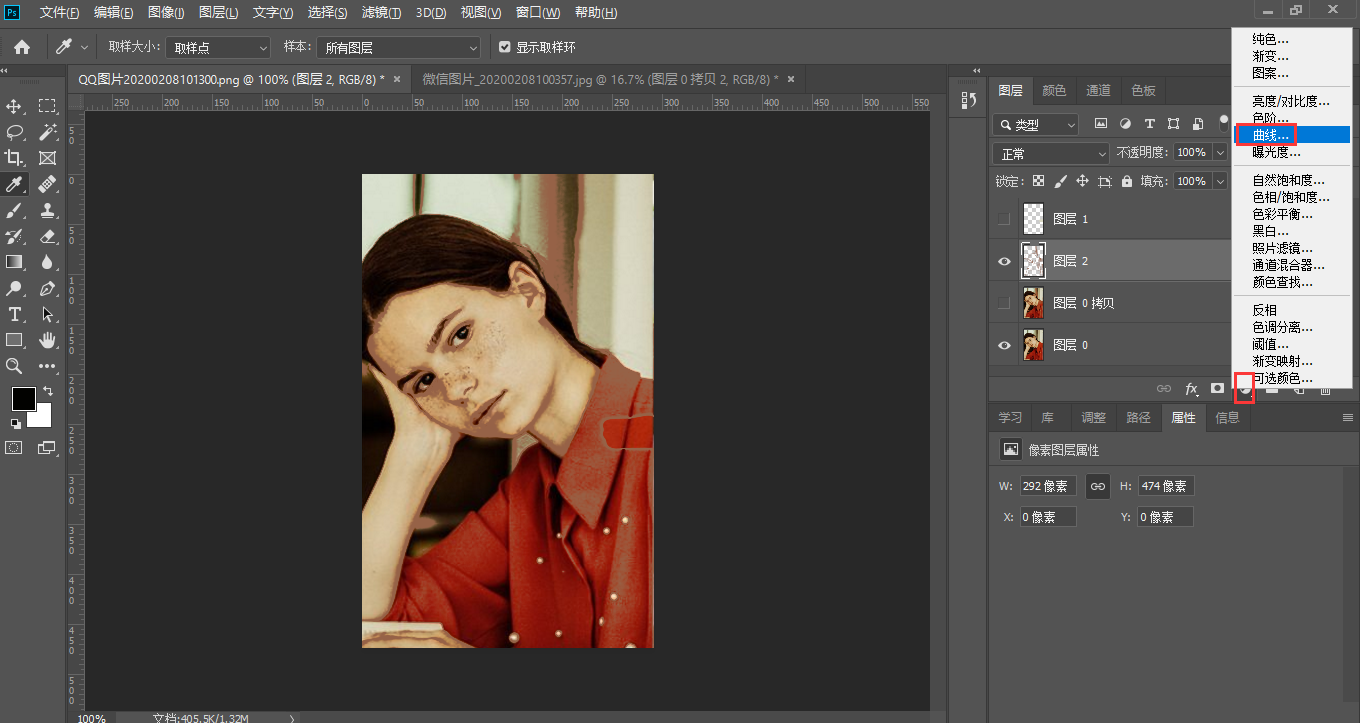 Ps 文件(F) 编辑(E) 图像(I) 图层(L) 文字(Y) 选择(S) 滤镜(T) 3D(D) 视图(V) 窗口(W) 帮助(H)
取样大小: 取样点 样本: 所有图层 显示取样环
QQ图片20200208101300.png @ 100% (图层 2, RGB/8) * × 微信图片_20200208100357.jpg @ 16.7% (图层 0 拷贝 2, RGB/8) * ×
250 200 150 100 50 0 50 100 150 200 250 300 350 400 450 500 550
50
0
50
100
150
200
250
300
350
400
450
500
100% 文档:405.5K/1.32M
图层 颜色 通道 色板
类型
正常 不透明度: 100%
锁定: 填充: 100%
图层 1
图层 2
图层 0 拷贝
图层 0
fx
学习 库 调整 路径 属性 信息
像素图层属性
W: 292 像素 H: 474 像素
X: 0 像素 Y: 0 像素
纯色...
渐变...
图案...
亮度/对比度...
色阶...
曲线...
曝光度...
自然饱和度...
色相/饱和度...
色彩平衡...
黑白...
照片滤镜...
通道混合器...
颜色查找...
反相
色调分离...
阈值...
渐变映射...
可选颜色...